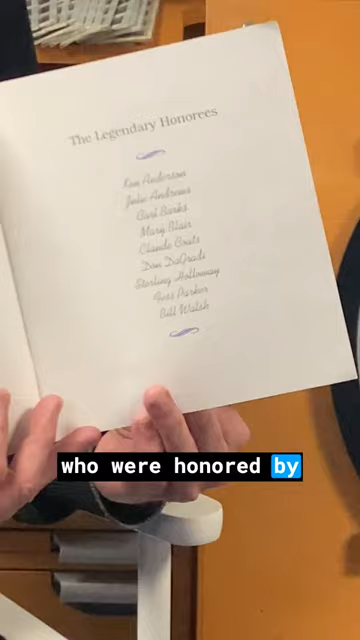 The Legendary Honorees
Ken Anderson
Julie Andrews
Carl Barks
Mary Blair
Claude Coats
Don DaGradi
Sterling Holloway
Fess Parker
Bill Walsh
who were honored by